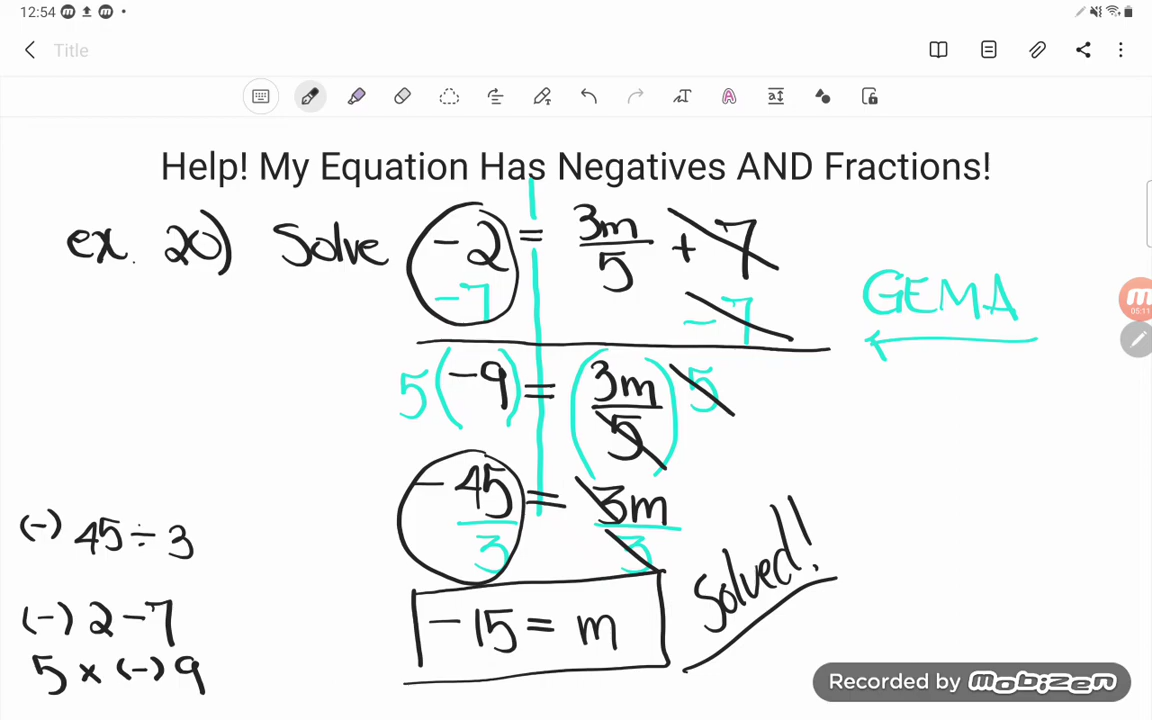 12:54
Title
Help! My Equation Has Negatives AND Fractions!
ex. 20) Solve -2 = 3m/5 + 7
-7 -7
GEMA
5(-9) = (3m/5) 5
-45/3 = 3m/3
(-) 45 ÷ 3
Solved!!
(-) 2 - 7
-15 = m
5 x (-) 9
05:11
Recorded by mobizen